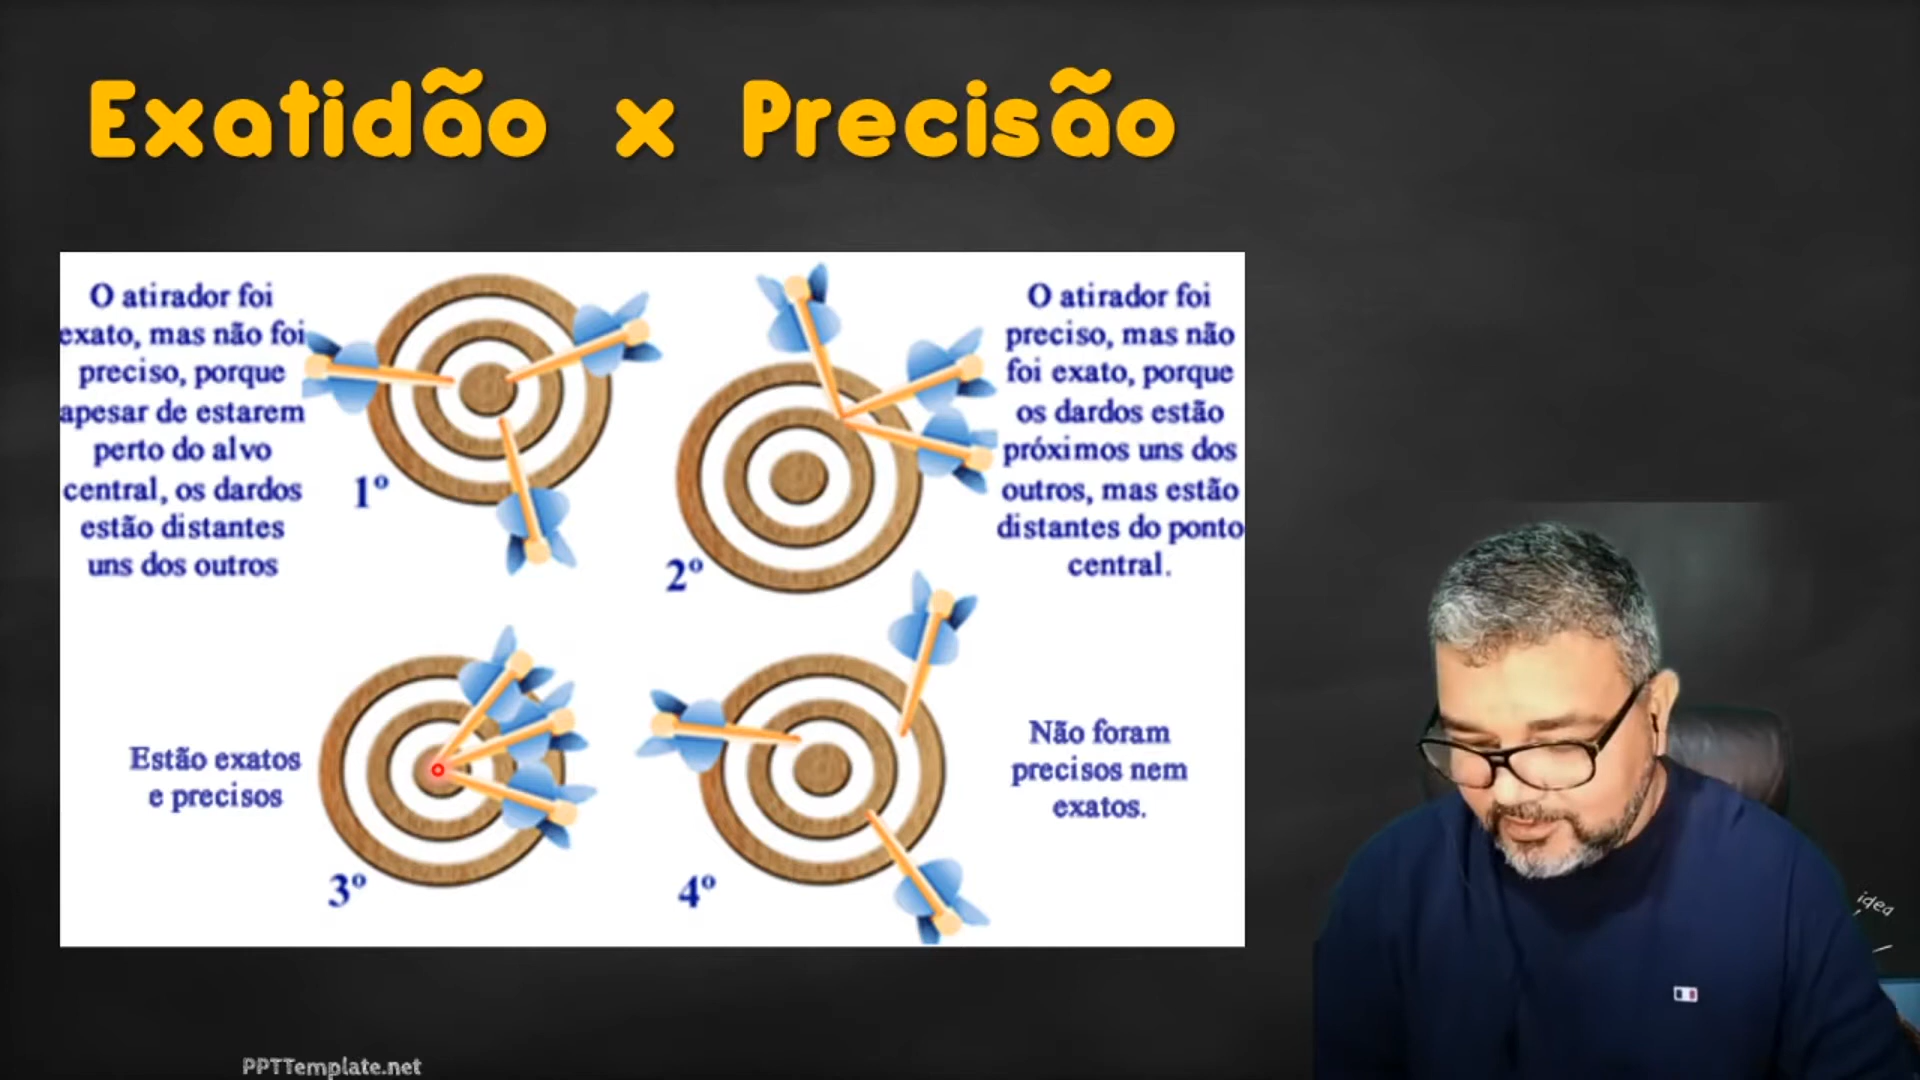 Exatidão x Precisão
O atirador foi
exato, mas não foi
preciso, porque
apesar de estarem
perto do alvo
central, os dardos
estão distantes
uns dos outros
1º
2º
O atirador foi
preciso, mas não
foi exato, porque
os dardos estão
próximos uns dos
outros, mas estão
distantes do ponto
central.
Estão exatos
e precisos
3º
4º
Não foram
precisos nem
exatos.
idea
PPTTemplate.net